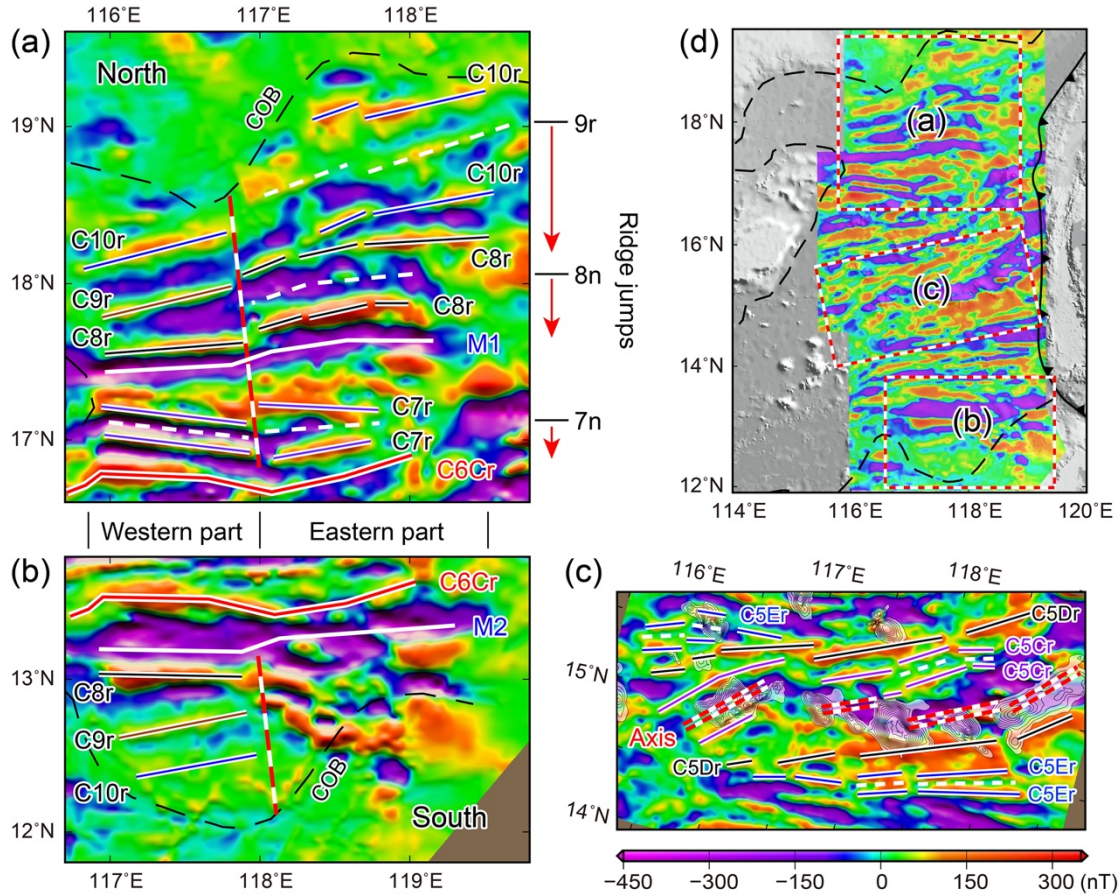 116°E 117°E 118°E
(a)
North
C10r
COB
19°N
9r
C10r
C10r
C8r
18°N
8n
C9r
C8r
C8r
M1
Ridge jumps
C7r
7n
17°N
C7r
C6Cr
Western part Eastern part
(b)
C6Cr
M2
13°N
C8r
C9r
COB
C10r
12°N
South
117°E 118°E 119°E
(d)
18°N
(a)
16°N
(c)
14°N
(b)
12°N
114°E 116°E 118°E 120°E
(c)
116°E 117°E 118°E
C5Er
C5Dr
C5Cr
15°N
C5Cr
Axis
C5Dr
C5Er
C5Er
14°N
−450 −300 −150 0 150 300 (nT)